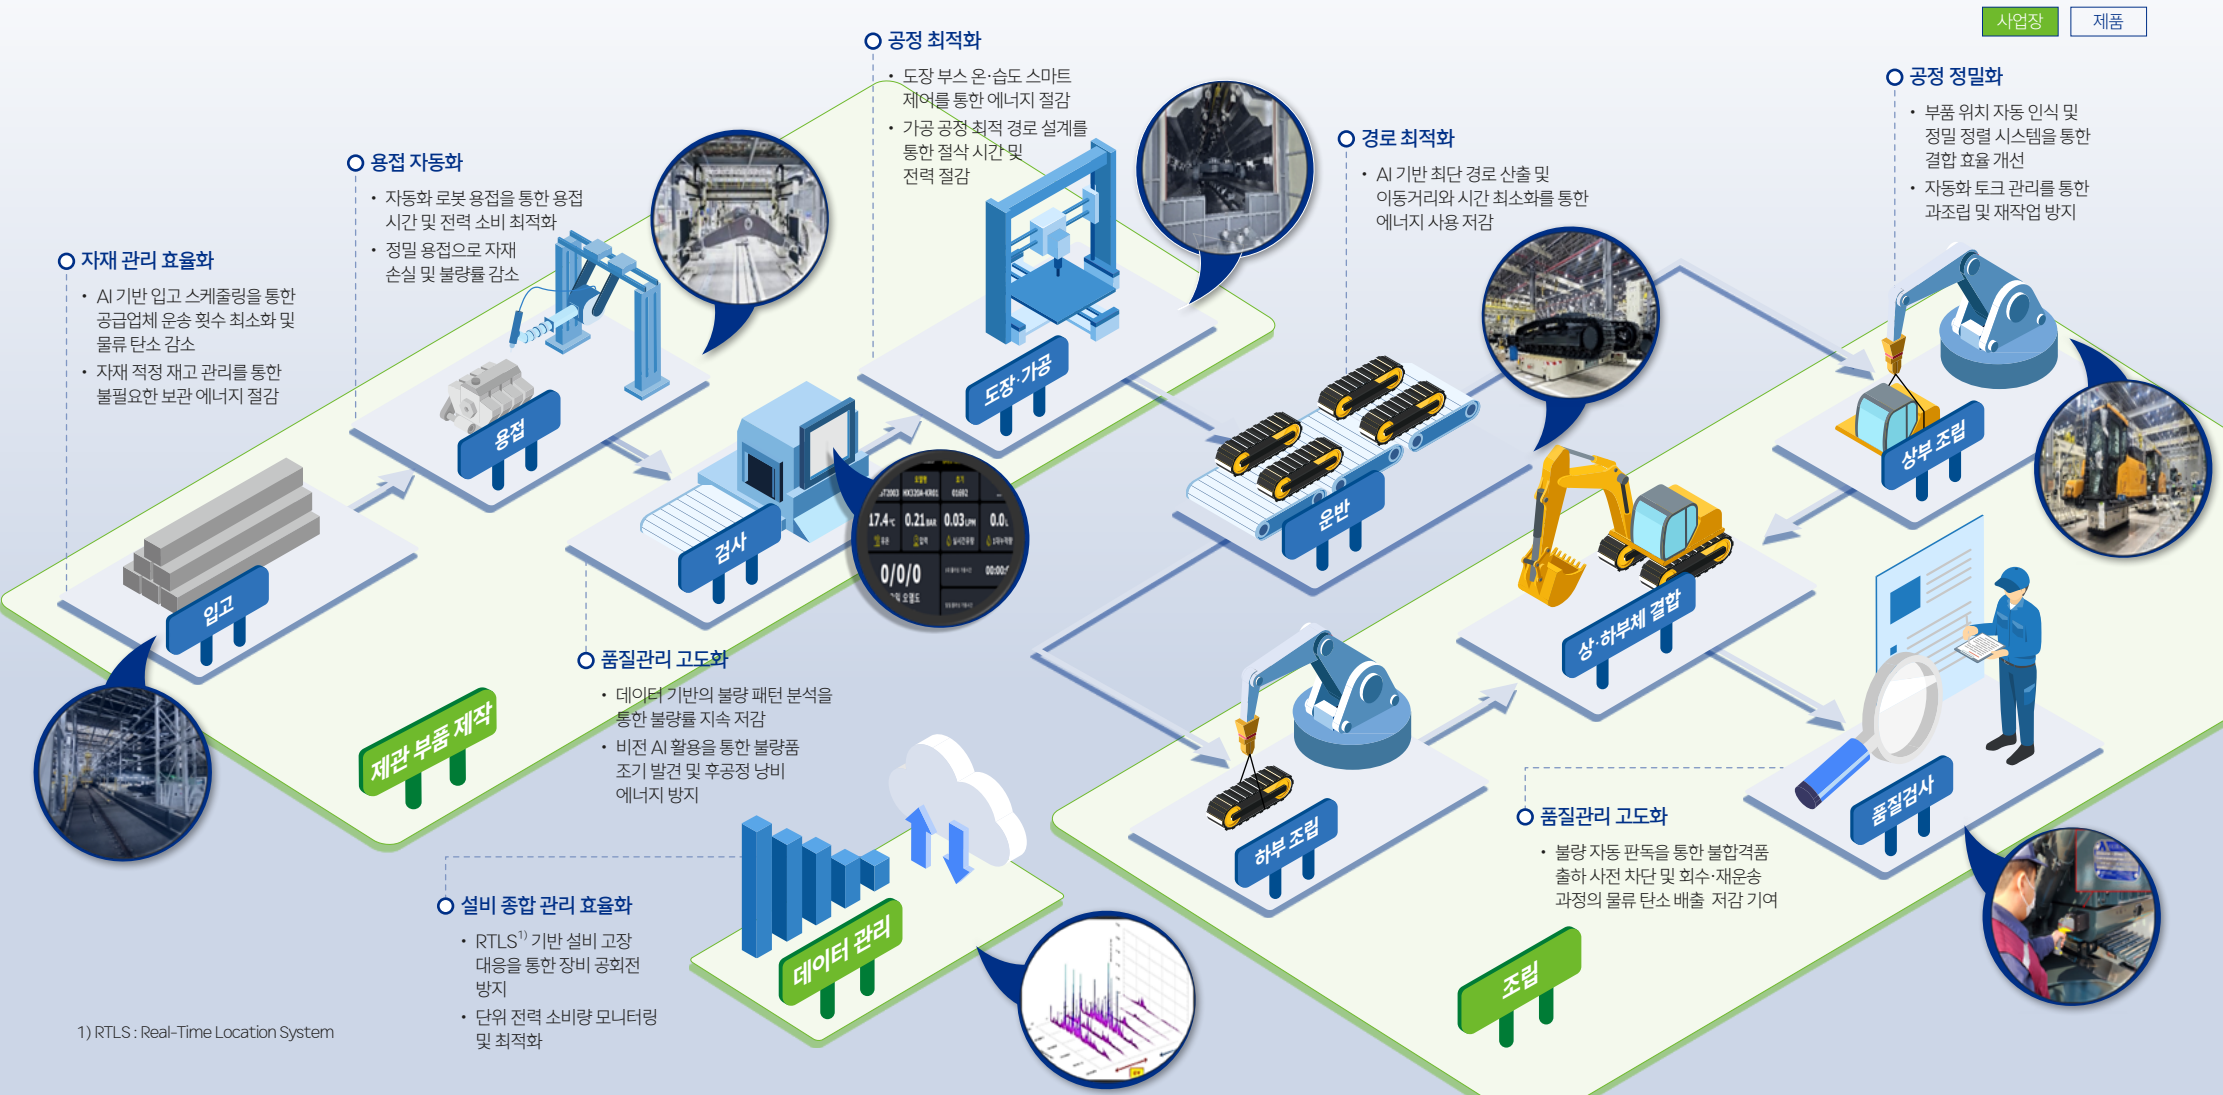 사업장
제품
자재 관리 효율화
• AI 기반 입고 스케줄링을 통한
공급업체 운송 횟수 최소화 및
물류 탄소 감소
• 자재 적정 재고 관리를 통한
불필요한 보관 에너지 절감
입고
용접 자동화
• 자동화 로봇 용접을 통한 용접
시간 및 전력 소비 최적화
• 정밀 용접으로 자재
손실 및 불량률 감소
용접
품질관리 고도화
• 데이터 기반의 불량 패턴 분석을
통한 불량률 지속 저감
• 비전 AI 활용을 통한 불량품
조기 발견 및 후공정 낭비
에너지 방지
검사
17.4℃
0.21 BAR
0.03 LPM
0.0
HX320A-KR01
01692
0/0/0
공정 최적화
• 도장 부스 온·습도 스마트
제어를 통한 에너지 절감
• 가공 공정 최적 경로 설계를
통한 절삭 시간 및
전력 절감
도장·가공
제관 부품 제작
경로 최적화
• AI 기반 최단 경로 산출 및
이동거리와 시간 최소화를 통한
에너지 사용 저감
운반
공정 정밀화
• 부품 위치 자동 인식 및
정밀 정렬 시스템을 통한
결합 효율 개선
• 자동화 토크 관리를 통한
과조립 및 재작업 방지
상부 조립
하부 조립
상·하부체 결합
품질관리 고도화
• 불량 자동 판독을 통한 불합격품
출하 사전 차단 및 회수·재운송
과정의 물류 탄소 배출 저감 기여
품질검사
조립
설비 종합 관리 효율화
• RTLS1) 기반 설비 고장
대응을 통한 장비 공회전
방지
• 단위 전력 소비량 모니터링
및 최적화
데이터 관리
1) RTLS : Real-Time Location System